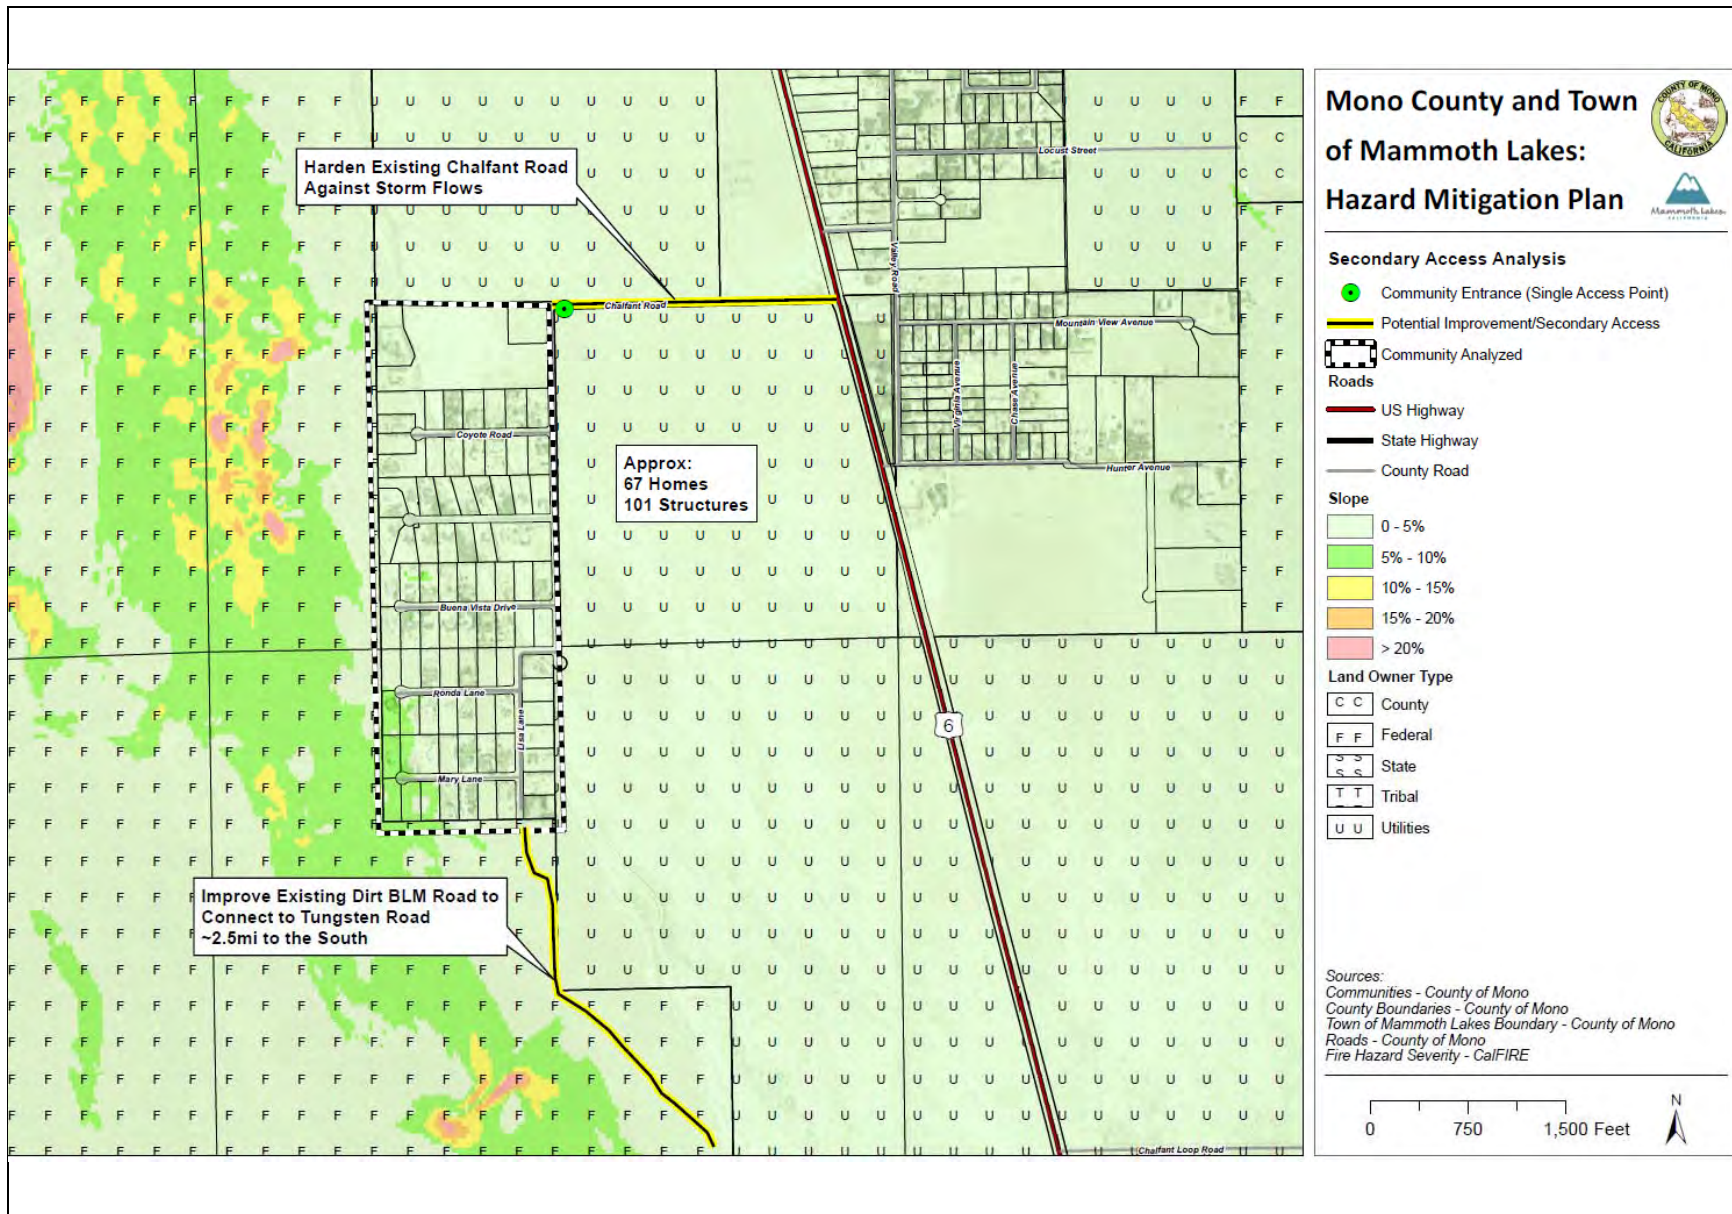 Harden Existing Chalfant Road
Against Storm Flows
Locust Street
Valley Road
Chalfant Road
Mountain View Avenue
Virginia Avenue
Chase Avenue
Hunter Avenue
Coyote Road
Approx:
67 Homes
101 Structures
Buena Vista Drive
Ronda Lane
Lisa Lane
Mary Lane
6
Improve Existing Dirt BLM Road to
Connect to Tungsten Road
~2.5mi to the South
Chalfant Loop Road
Mono County and Town
of Mammoth Lakes:
Hazard Mitigation Plan
COUNTY OF MONO
CALIFORNIA
Mammoth Lakes
CALIFORNIA
Secondary Access Analysis
Community Entrance (Single Access Point)
Potential Improvement/Secondary Access
Community Analyzed
Roads
US Highway
State Highway
County Road
Slope
0 - 5%
5% - 10%
10% - 15%
15% - 20%
> 20%
Land Owner Type
C C County
F F Federal
S S State
T T Tribal
U U Utilities
Sources:
Communities - County of Mono
County Boundaries - County of Mono
Town of Mammoth Lakes Boundary - County of Mono
Roads - County of Mono
Fire Hazard Severity - CalFIRE
N
0 750 1,500 Feet